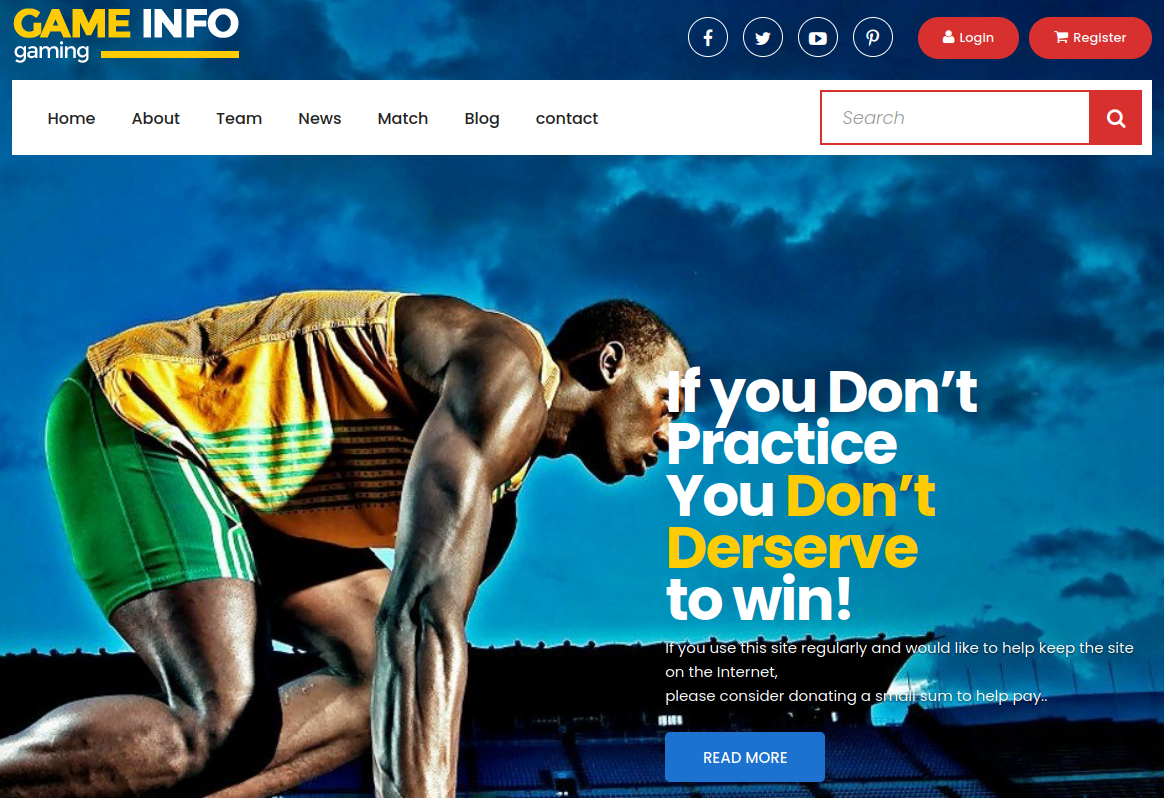 GAME INFO
gaming
Login
Register
Home About Team News Match Blog contact
Search
If you Don’t
Practice
You Don’t
Derserve
to win!
If you use this site regularly and would like to help keep the site
on the Internet,
please consider donating a small sum to help pay..
READ MORE